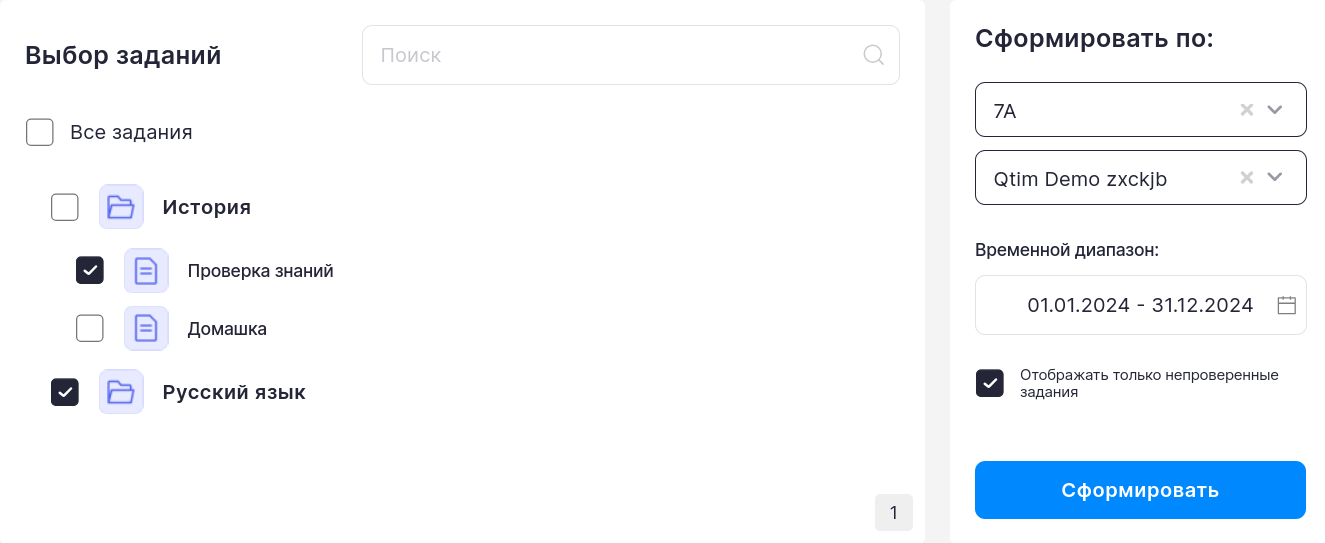 Выбор заданий
Поиск
Все задания
История
Проверка знаний
Домашка
Русский язык
1
Сформировать по:
7А
Qtim Demo zxckjb
Временной диапазон:
01.01.2024 - 31.12.2024
Отображать только непроверенные
задания
Сформировать